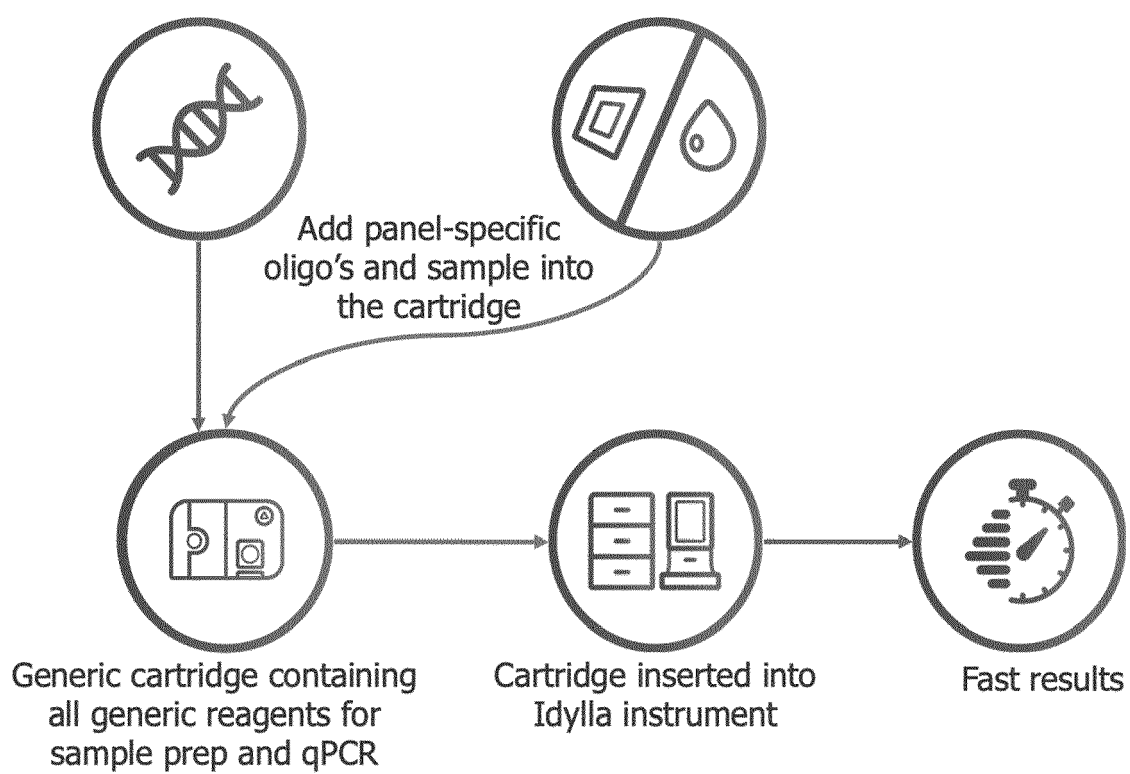 Add panel-specific
oligo's and sample into
the cartridge
Generic cartridge containing
all generic reagents for
sample prep and qPCR
Cartridge inserted into
Idylla instrument
Fast results